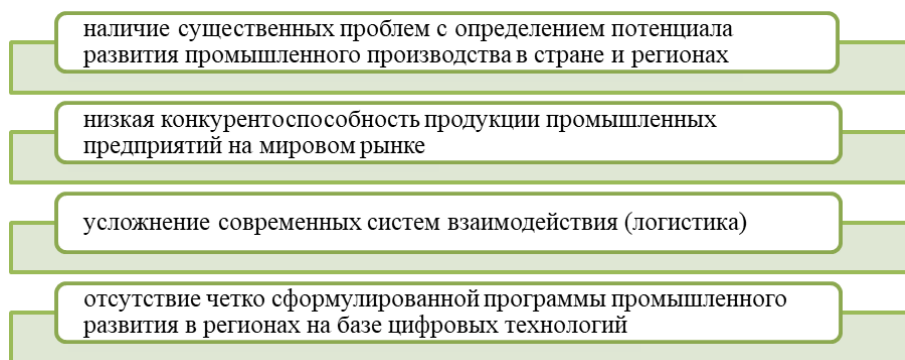 наличие существенных проблем с определением потенциала
развития промышленного производства в стране и регионах
низкая конкурентоспособность продукции промышленных
предприятий на мировом рынке
усложнение современных систем взаимодействия (логистика)
отсутствие четко сформулированной программы промышленного
развития в регионах на базе цифровых технологий